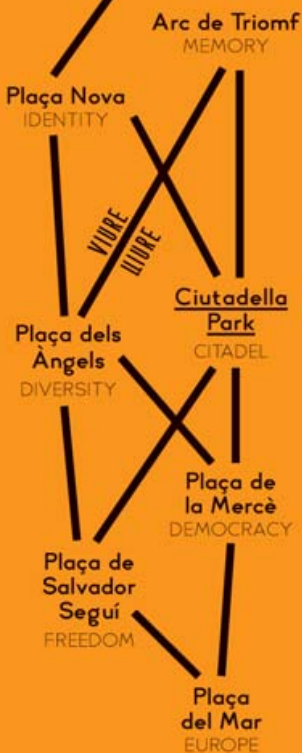 Arc de Triomf
MEMORY
Plaça Nova
IDENTITY
VIURE
LLIURE
Ciutadella
Park
CITADEL
Plaça dels
Àngels
DIVERSITY
Plaça de
la Mercè
DEMOCRACY
Plaça de
Salvador
Seguí
FREEDOM
Plaça
del Mar
EUROPE